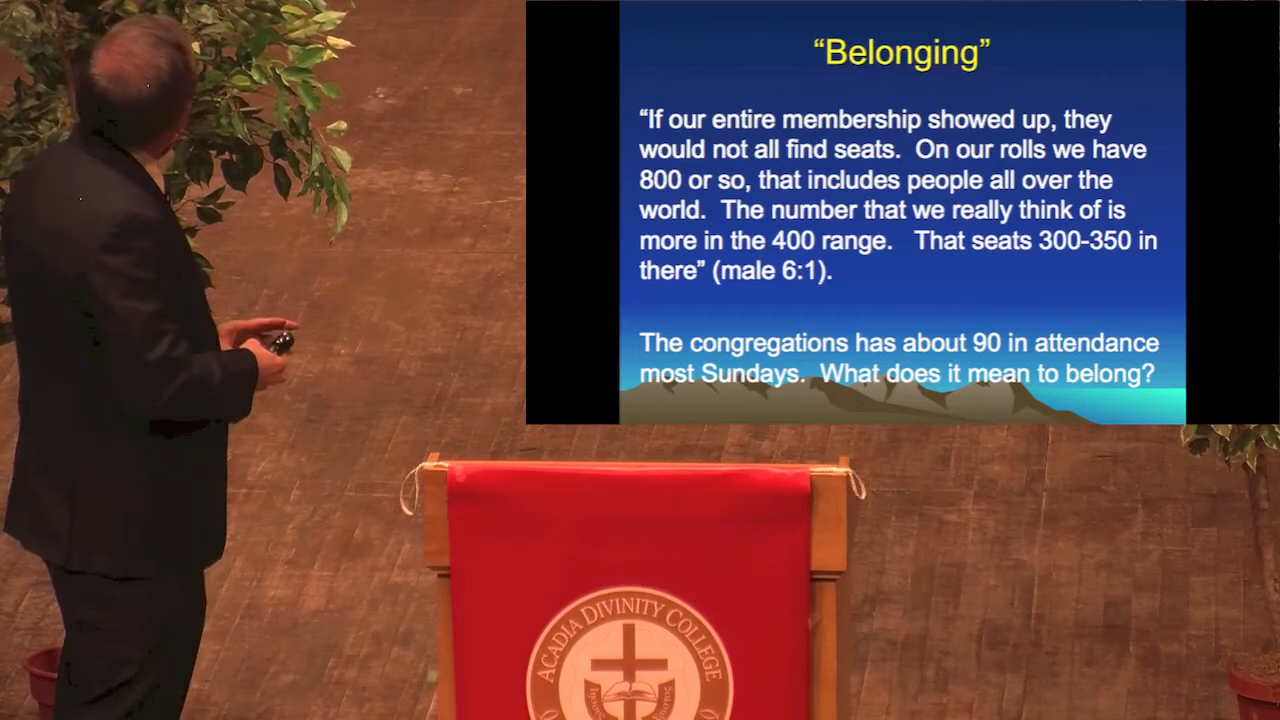 “Belonging”
“If our entire membership showed up, they
would not all find seats.  On our rolls we have
800 or so, that includes people all over the
world.  The number that we really think of is
more in the 400 range.   That seats 300-350 in
there” (male 6:1).
The congregations has about 90 in attendance
most Sundays.  What does it mean to belong?
ACADIA DIVINITY COLLEGE